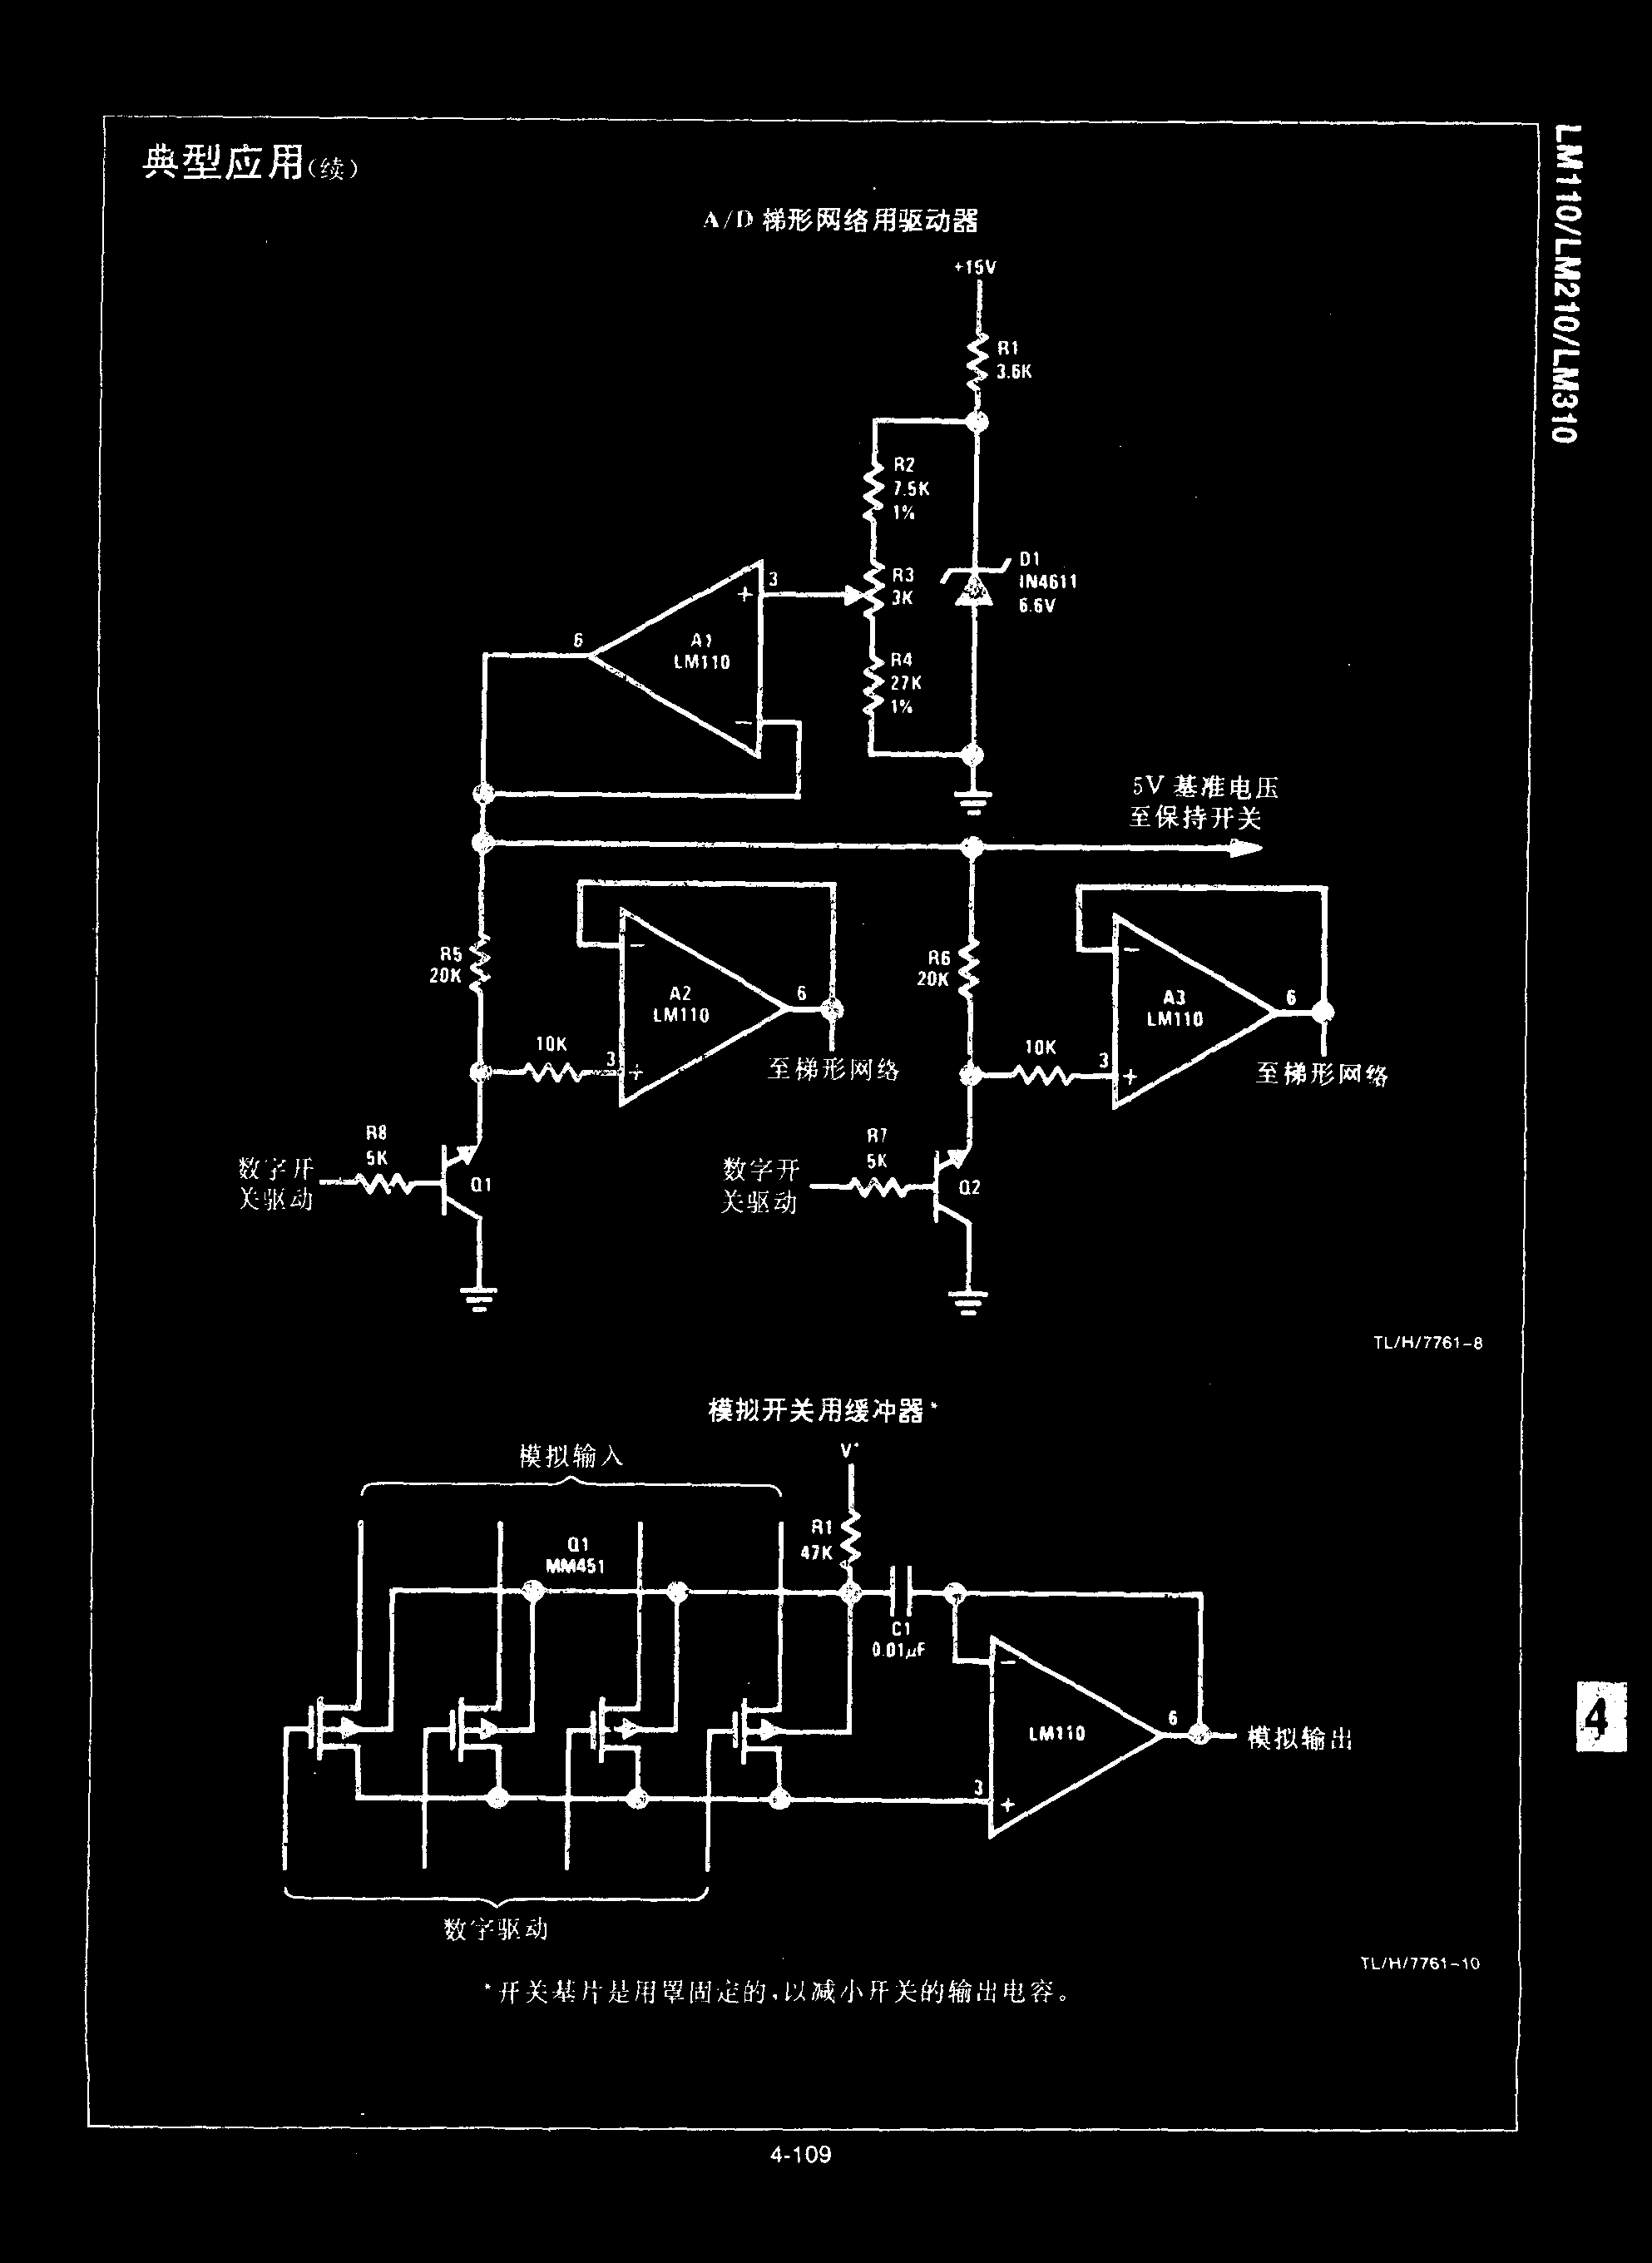 典型应用(续)
LM110/LM210/LM310
A/D 梯形网络用驱动器
+15V
R1
3.6K
R2
7.5K
1%
D1
IN4611
6.6V
R3
3K
3
+
A1
LM110
6
−
R4
27K
1%
5V 基准电压
至保持开关
R5
20K
−
A2
LM110
6
10K
3
+
至梯形网络
R6
20K
−
A3
LM110
6
10K
3
+
至梯形网络
R8
5K
数字开
关驱动
Q1
R7
5K
数字开
关驱动
Q2
TL/H/7761-8
模拟开关用缓冲器*
模拟输入
V+
Q1
MM451
R1
47K
C1
0.01µF
−
LM110
6
模拟输出
3
+
4
数字驱动
TL/H/7761-10
*开关基片是用罩固定的,以减小开关的输出电容。
4-109